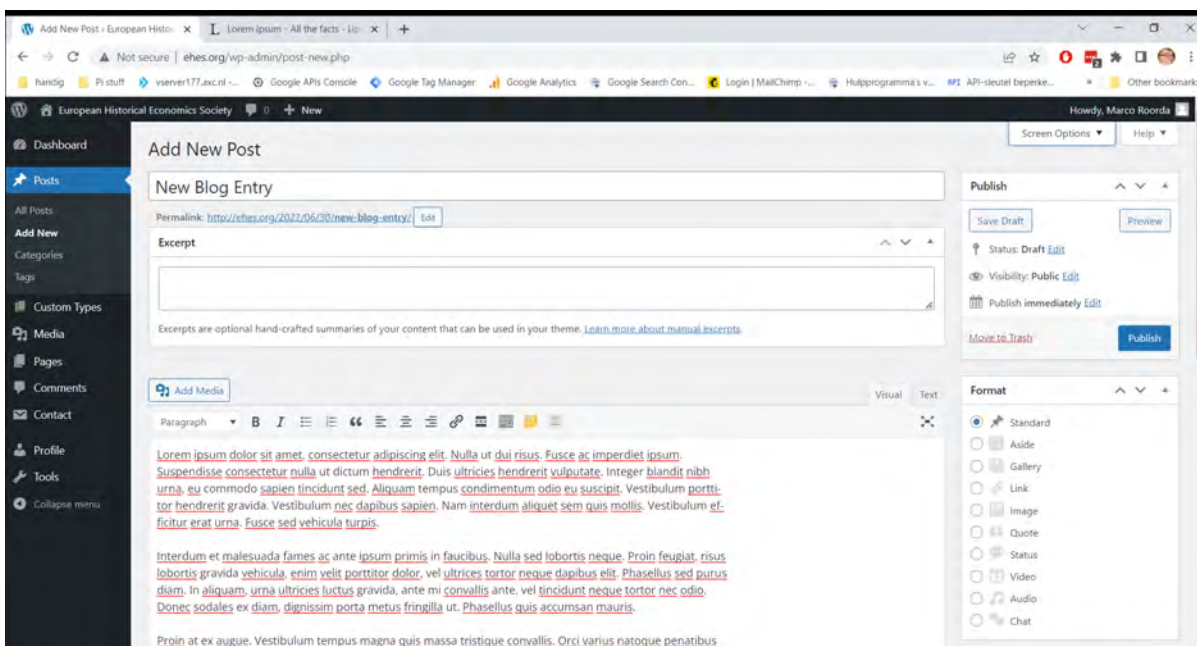 Add New Post ‹ European Histor
Lorem Ipsum - All the facts - Lip
Not secure | ehes.org/wp-admin/post-new.php
handig Pi stuff vserver177.axc.nl -... Google APIs Console Google Tag Manager Google Analytics Google Search Con... Login | MailChimp -... Hulpprogramma's v... API API-sleutel beperke... » Other bookmark
European Historical Economics Society 0 + New Howdy, Marco Roorda
Screen Options ▼ Help ▼
Dashboard
Posts
All Posts
Add New
Categories
Tags
Custom Types
Media
Pages
Comments
Contact
Profile
Tools
Collapse menu
Add New Post
New Blog Entry
Permalink: http://ehes.org/2022/06/30/new-blog-entry/ Edit
Excerpt
Excerpts are optional hand-crafted summaries of your content that can be used in your theme. Learn more about manual excerpts.
Add Media
Visual Text
Paragraph B I
Lorem ipsum dolor sit amet, consectetur adipiscing elit. Nulla ut dui risus. Fusce ac imperdiet ipsum.
Suspendisse consectetur nulla ut dictum hendrerit. Duis ultricies hendrerit vulputate. Integer blandit nibh
urna, eu commodo sapien tincidunt sed. Aliquam tempus condimentum odio eu suscipit. Vestibulum portti-
tor hendrerit gravida. Vestibulum nec dapibus sapien. Nam interdum aliquet sem quis mollis. Vestibulum ef-
ficitur erat urna. Fusce sed vehicula turpis.
Interdum et malesuada fames ac ante ipsum primis in faucibus. Nulla sed lobortis neque. Proin feugiat, risus
lobortis gravida vehicula, enim velit porttitor dolor, vel ultrices tortor neque dapibus elit. Phasellus sed purus
diam. In aliquam, urna ultricies luctus gravida, ante mi convallis ante, vel tincidunt neque tortor nec odio.
Donec sodales ex diam, dignissim porta metus fringilla ut. Phasellus quis accumsan mauris.
Proin at ex augue. Vestibulum tempus magna quis massa tristique convallis. Orci varius natoque penatibus
Publish
Save Draft Preview
Status: Draft Edit
Visibility: Public Edit
Publish immediately Edit
Move to Trash Publish
Format
Standard
Aside
Gallery
Link
Image
Quote
Status
Video
Audio
Chat